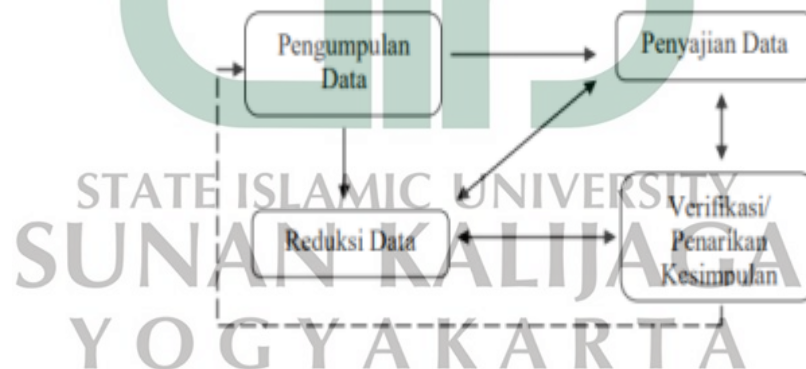 Pengumpulan
Data
Penyajian Data
STATE ISLAMIC UNIVERSITY
Reduksi Data
Verifikasi/
Penarikan
Kesimpulan
SUNAN KALIJAGA
YOGYAKARTA